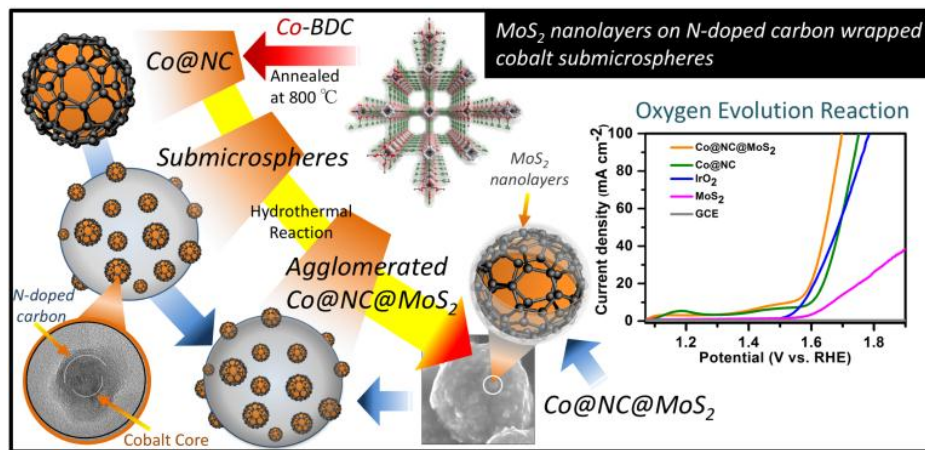 MoS₂ nanolayers on N-doped carbon wrapped
cobalt submicrospheres
Co-BDC
Annealed
at 800 ℃
Co@NC
Submicrospheres
Hydrothermal
Reaction
Agglomerated
Co@NC@MoS₂
MoS₂
nanolayers
N-doped
carbon
Cobalt Core
Co@NC@MoS₂
Oxygen Evolution Reaction
Current density (mA cm⁻²)
100
80
60
40
20
0
Co@NC@MoS₂
Co@NC
IrO₂
MoS₂
GCE
1.2 1.4 1.6 1.8
Potential (V vs. RHE)